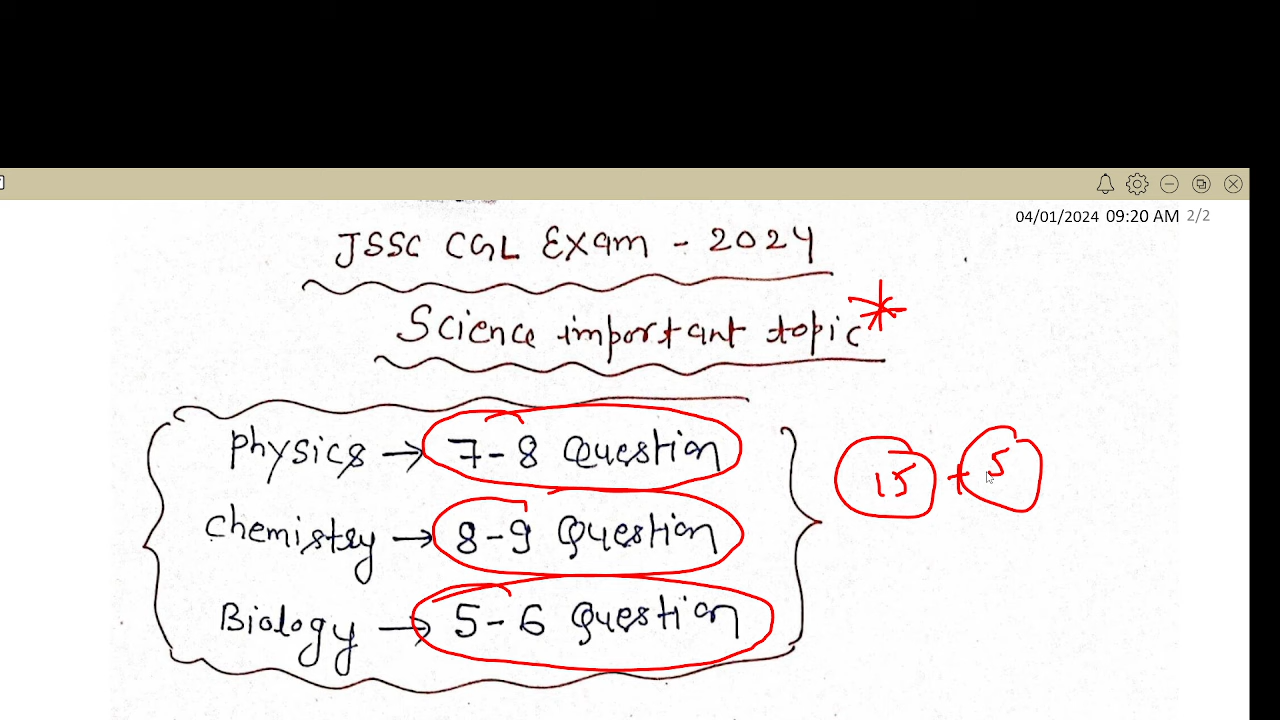 04/01/2024 09:20 AM 2/2
JSSC CGL Exam - 2024
Science important topic*
physics → 7-8 Question
15 + 5
Chemistry → 8-9 Question
Biology → 5-6 Question